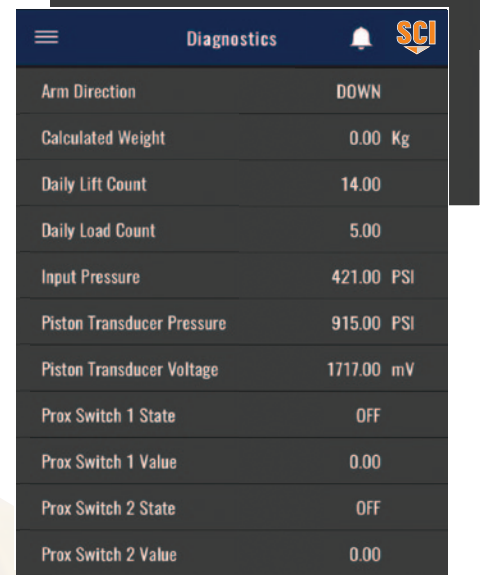 Diagnostics SCI
Arm Direction DOWN
Calculated Weight 0.00 Kg
Daily Lift Count 14.00
Daily Load Count 5.00
Input Pressure 421.00 PSI
Piston Transducer Pressure 915.00 PSI
Piston Transducer Voltage 1717.00 mV
Prox Switch 1 State OFF
Prox Switch 1 Value 0.00
Prox Switch 2 State OFF
Prox Switch 2 Value 0.00